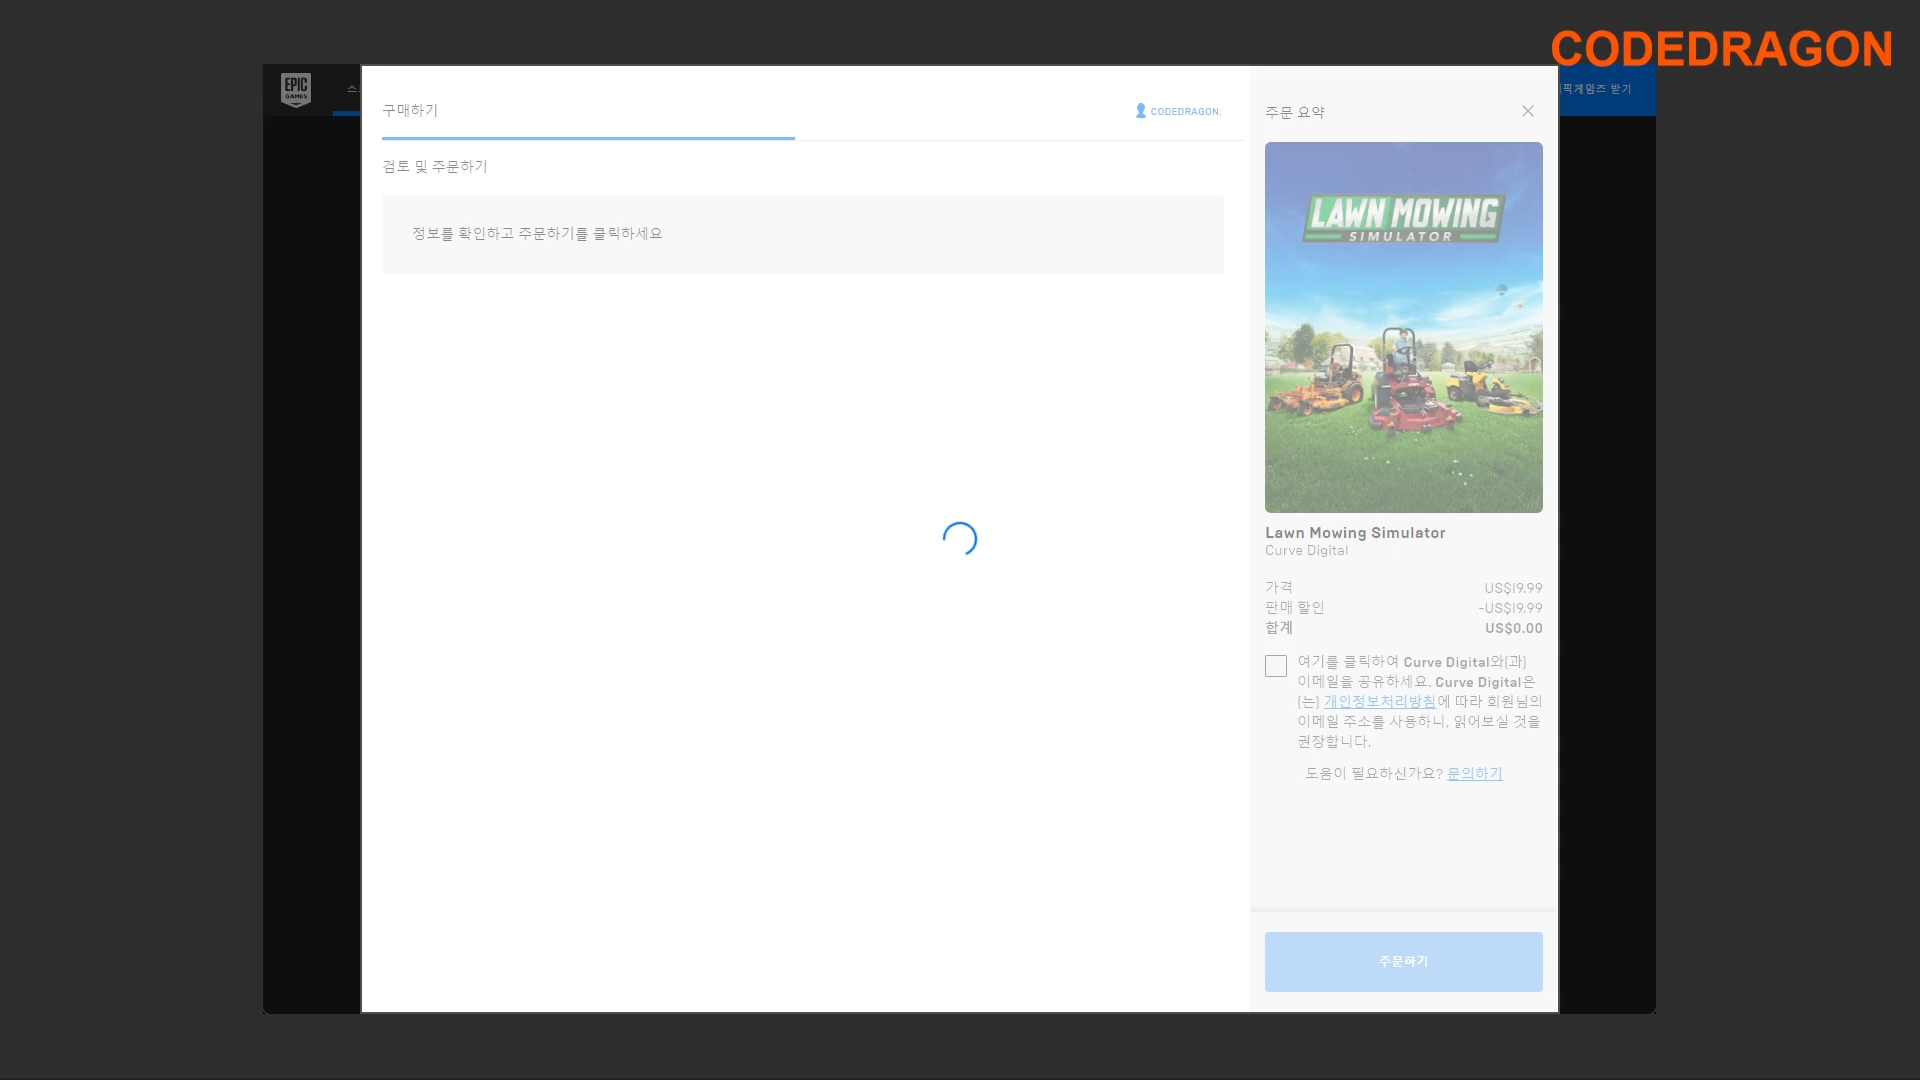 CODEDRAGON
EPIC
GAMES
구매하기
CODEDRAGON.
검토 및 주문하기
정보를 확인하고 주문하기를 클릭하세요
주문 요약
LAWN MOWING
SIMULATOR
Lawn Mowing Simulator
Curve Digital
가격 US$19.99
판매 할인 -US$19.99
합계 US$0.00
여기를 클릭하여 Curve Digital와(과)
이메일을 공유하세요. Curve Digital은
(는) 개인정보처리방침에 따라 회원님의
이메일 주소를 사용하니, 읽어보실 것을
권장합니다.
도움이 필요하신가요? 문의하기
주문하기
픽게임즈 받기